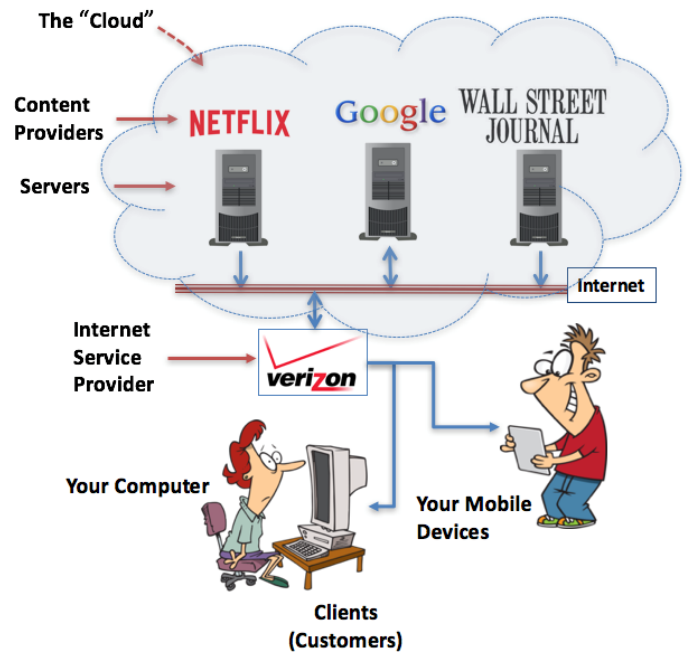 The “Cloud”
Content
Providers
NETFLIX
Google
WALL STREET
JOURNAL
Servers
Internet
Internet
Service
Provider
verizon
Your Computer
Your Mobile
Devices
Clients
(Customers)